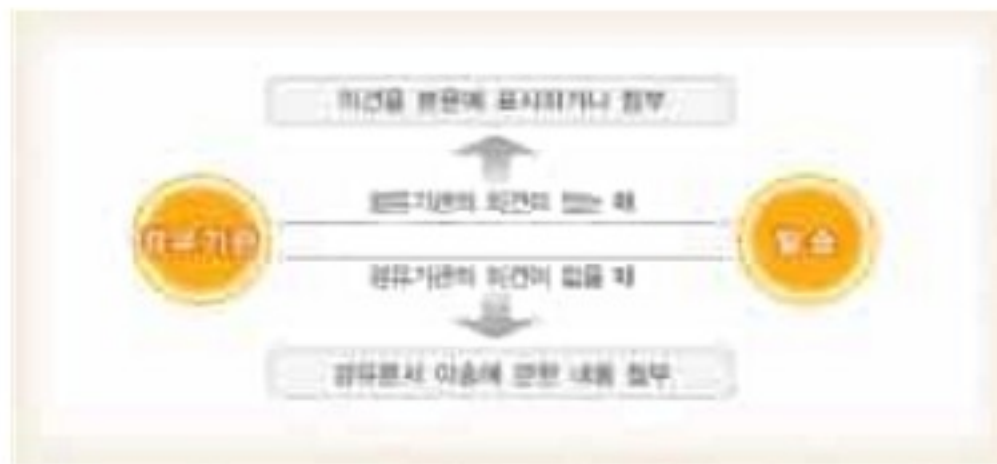 의견을 본문에 표시하거나 첨부
경유기관의 의견이 있는 때
경유기관
발송
경유기관의 의견이 없을 때
경유문서 이송에 관한 내용 첨부